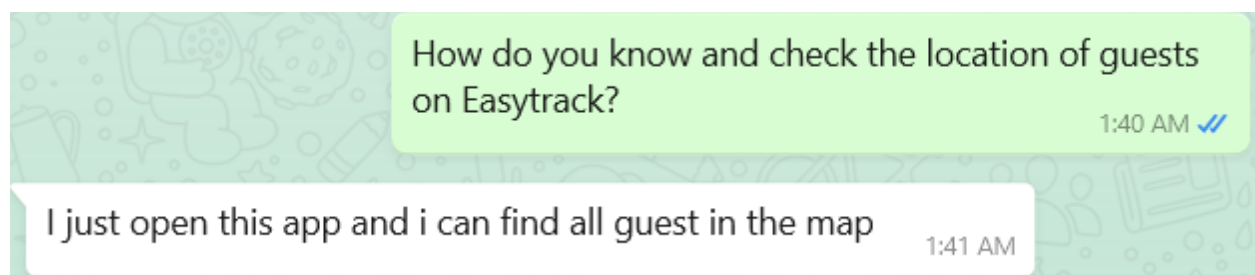 How do you know and check the location of guests
on Easytrack?
1:40 AM
I just open this app and i can find all guest in the map
1:41 AM